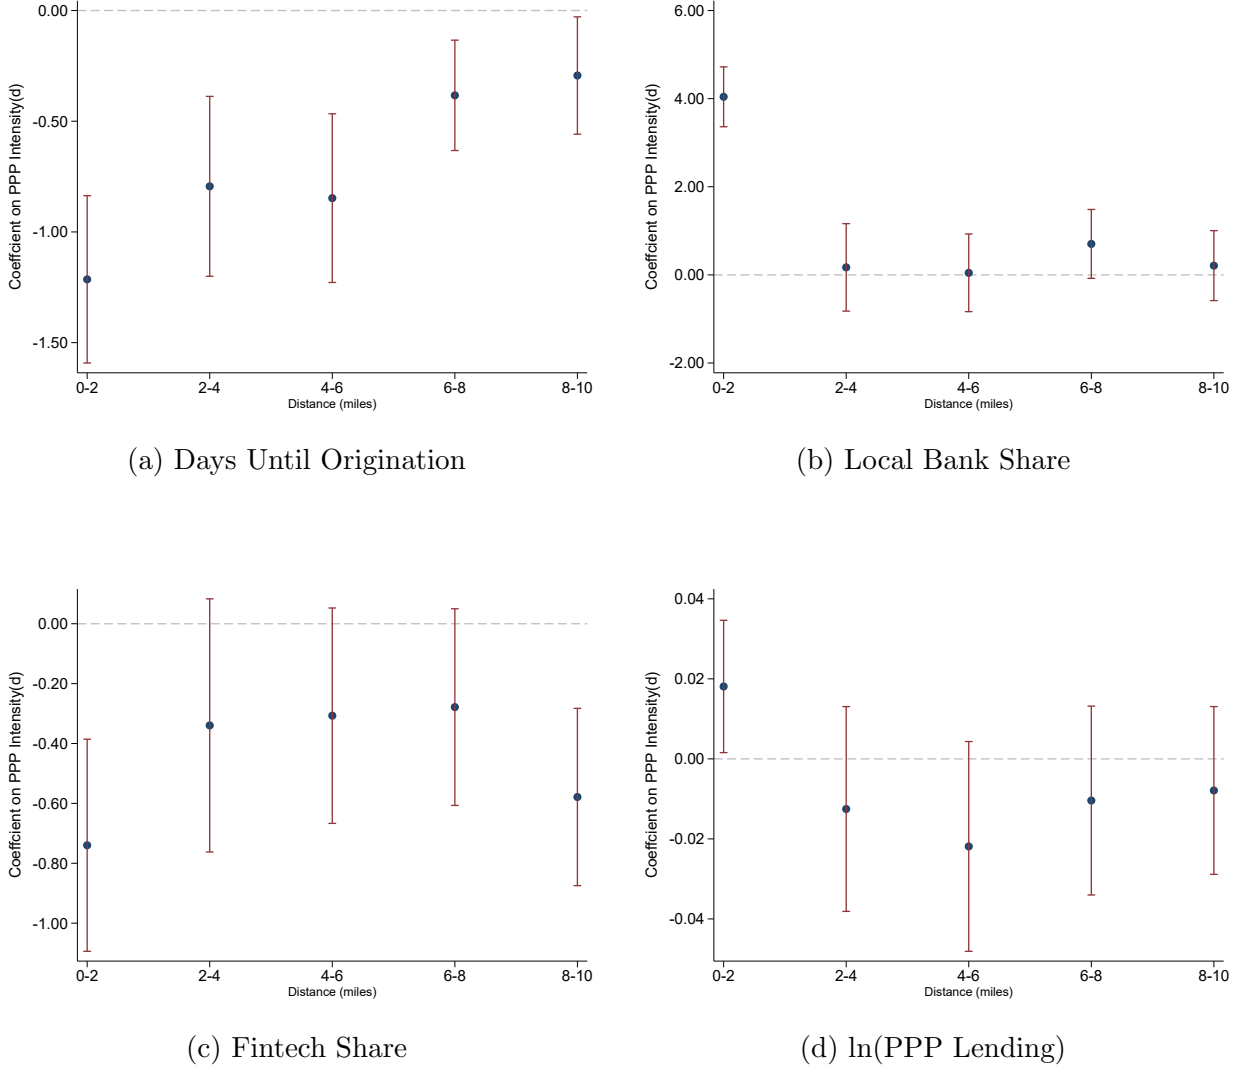 0.00
-0.50
-1.00
-1.50
Coeffcient on PPP Intensity(d)
0-2 2-4 4-6 6-8 8-10
Distance (miles)
(a) Days Until Origination
6.00
4.00
2.00
0.00
-2.00
Coeffcient on PPP Intensity(d)
0-2 2-4 4-6 6-8 8-10
Distance (miles)
(b) Local Bank Share
0.00
-0.20
-0.40
-0.60
-0.80
-1.00
Coeffcient on PPP Intensity(d)
0-2 2-4 4-6 6-8 8-10
Distance (miles)
(c) Fintech Share
0.04
0.02
0.00
-0.02
-0.04
Coeffcient on PPP Intensity(d)
0-2 2-4 4-6 6-8 8-10
Distance (miles)
(d) ln(PPP Lending)